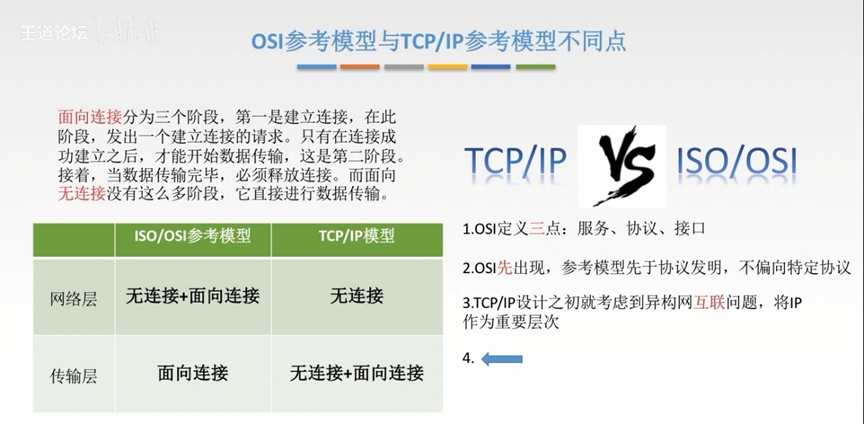 王道论坛
OSI参考模型与TCP/IP参考模型不同点
面向连接分为三个阶段，第一是建立连接，在此
阶段，发出一个建立连接的请求。只有在连接成
功建立之后，才能开始数据传输，这是第二阶段。
接着，当数据传输完毕，必须释放连接。而面向
无连接没有这么多阶段，它直接进行数据传输。
ISO/OSI参考模型 TCP/IP模型
网络层 无连接+面向连接 无连接
传输层 面向连接 无连接+面向连接
TCP/IP VS ISO/OSI
1.OSI定义三点：服务、协议、接口
2.OSI先出现，参考模型先于协议发明，不偏向特定协议
3.TCP/IP设计之初就考虑到异构网互联问题，将IP
作为重要层次
4.